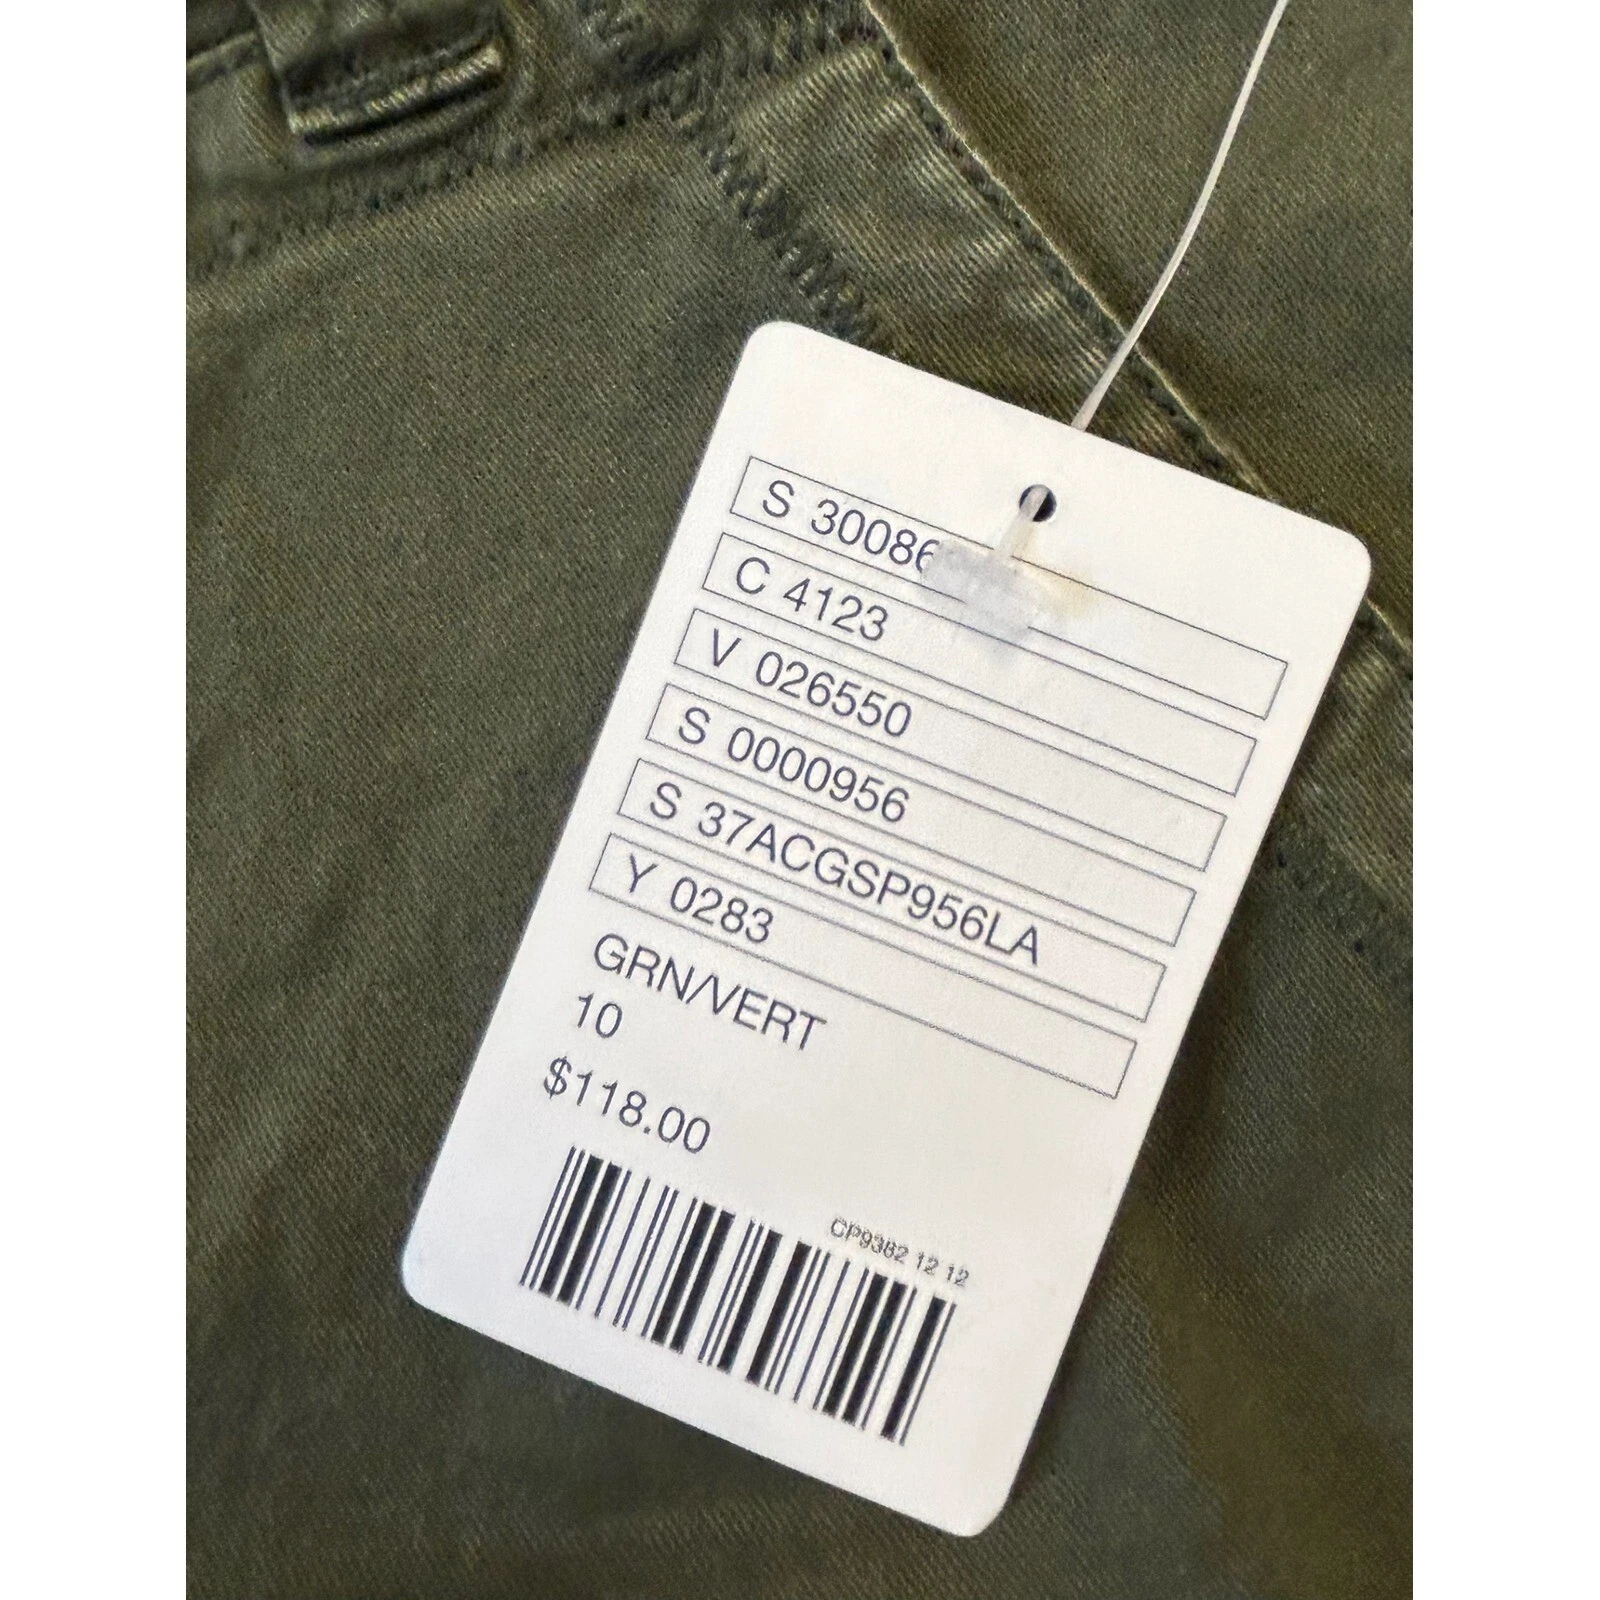 S 30086
C 4123
V 026550
S 0000956
S 37ACGSP956LA
Y 0283
GRN/VERT
10
$118.00
CP9382 12 12